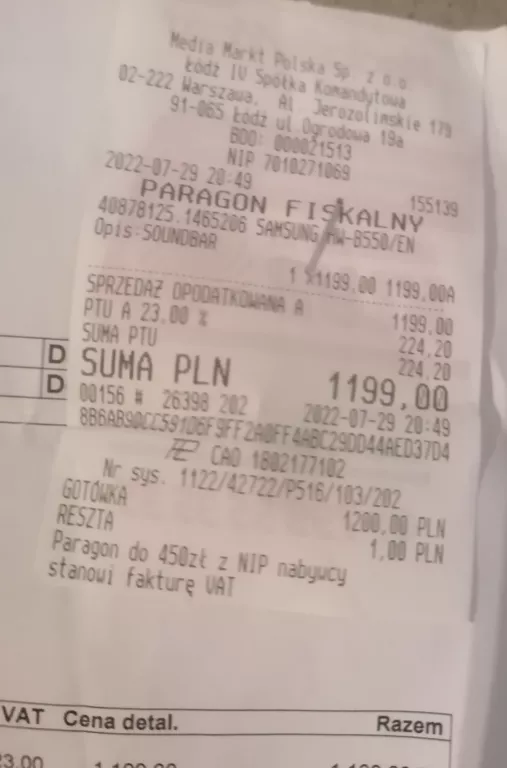 Media Markt Polska Sp. z o.o.
Łódź IV Spółka Komandytowa
02-222 Warszawa, Al. Jerozolimskie 179
91-065 Łódź ul.Ogrodowa 19a
BDO: 000021513
NIP 7010271069
2022-07-29 20:49 155139
PARAGON FISKALNY
40878125.1465206 SAMSUNG HW-B550/EN
Opis:SOUNDBAR
1 x1199,00 1199,00A
SPRZEDAŻ OPODATKOWANA A 1199,00
PTU A 23,00 % 224,20
SUMA PTU 224,20
D SUMA PLN 1199,00
D 00156 # 26398 202 2022-07-29 20:49
8B6AB90CC591D6F9FF2A0FF4ABC29DD44AED37D4
CAO 1802177102
Nr sys. 1122/42722/P516/103/202
GOTÓWKA 1200,00 PLN
RESZTA 1,00 PLN
Paragon do 450zł z NIP nabywcy
stanowi fakturę VAT
VAT Cena detal. Razem